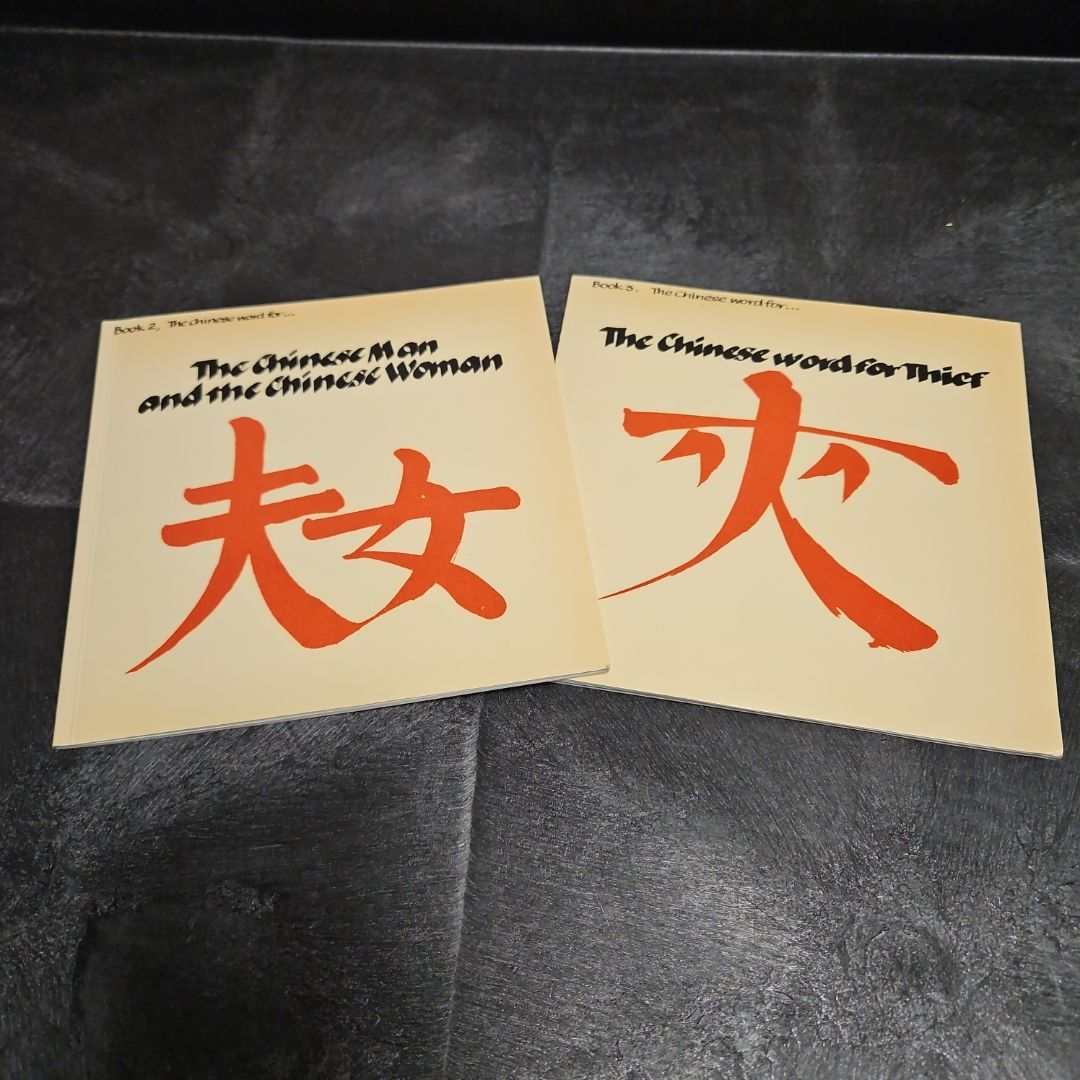 Book 2, The Chinese word for...
The Chinese Man
and the Chinese Woman
夫女
Book 3. The Chinese word for...
The Chinese word for Thief